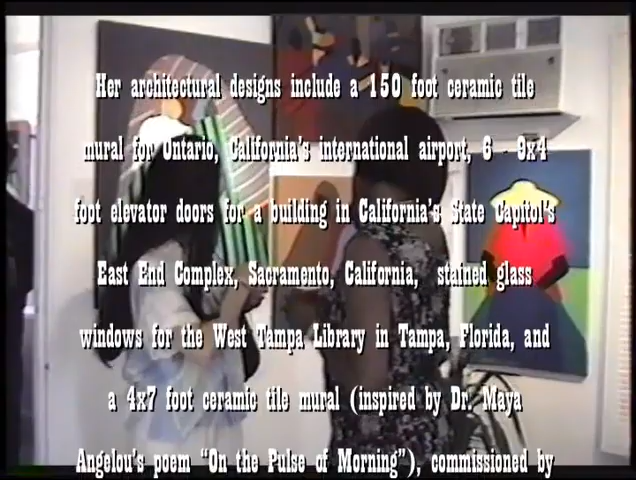 Her architectural designs include a 150 foot ceramic tile
mural for Ontario, California's international airport, 6 - 9x4
foot elevator doors for a building in California's State Capitol's
East End Complex, Sacramento, California, stained glass
windows for the West Tampa Library in Tampa, Florida, and
a 4x7 foot ceramic tile mural (inspired by Dr. Maya
Angelou's poem “On the Pulse of Morning”), commissioned by